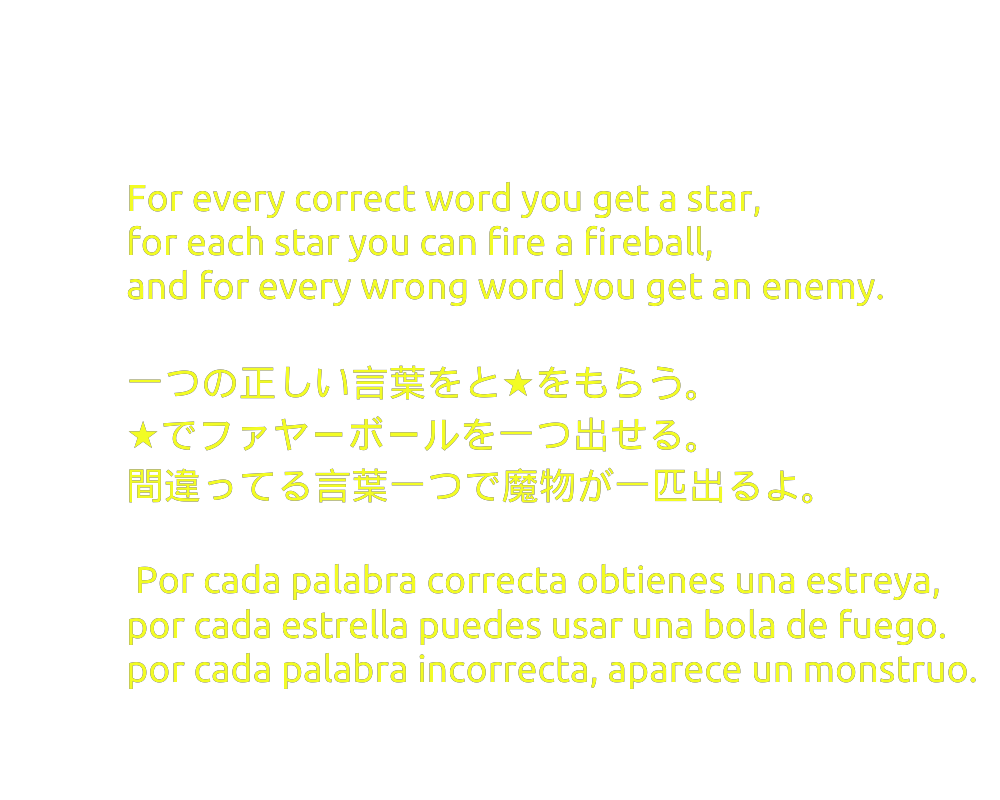 For every correct word you get a star,
for each star you can fire a fireball,
and for every wrong word you get an enemy.
一つの正しい言葉をと★をもらう。
★でファヤーボールを一つ出せる。
間違ってる言葉一つで魔物が一匹出るよ。
Por cada palabra correcta obtienes una estreya,
por cada estrella puedes usar una bola de fuego.
por cada palabra incorrecta, aparece un monstruo.